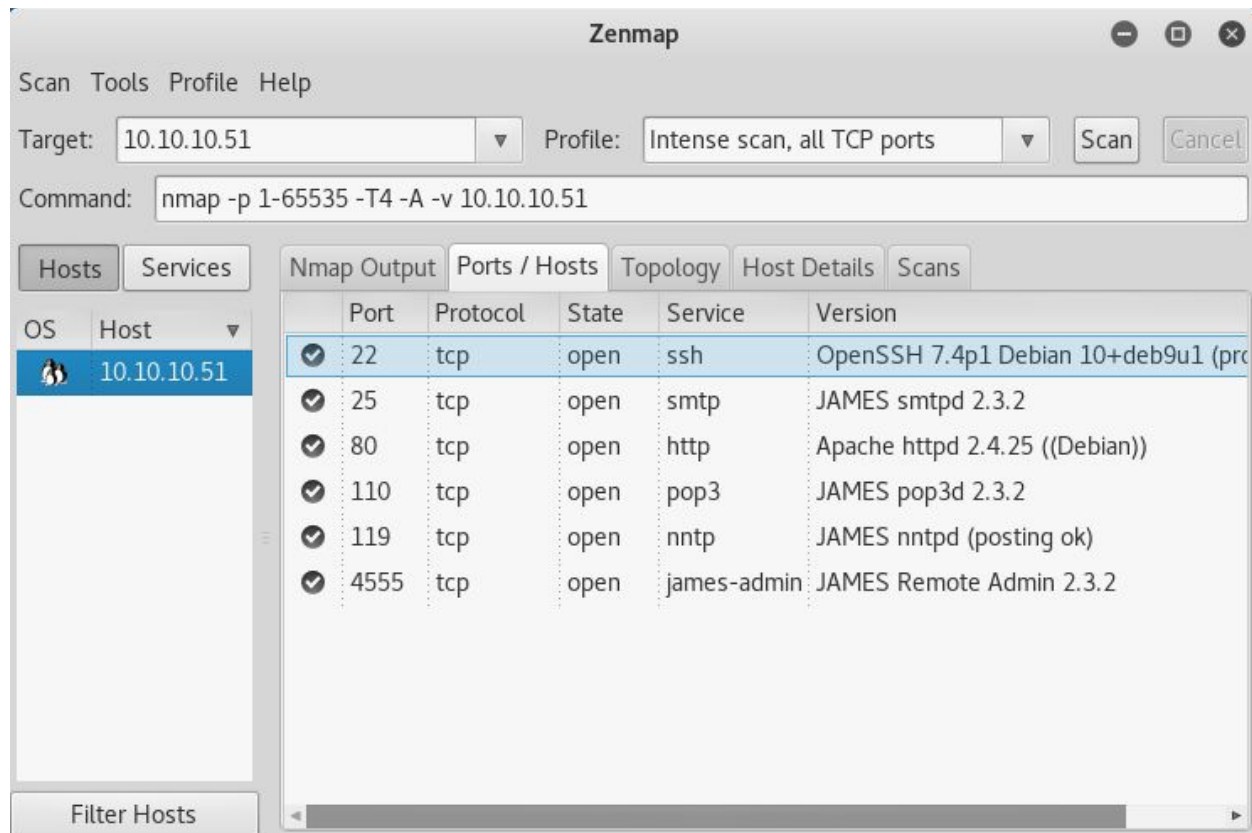 Zenmap
Scan Tools Profile Help
Target: 10.10.10.51 Profile: Intense scan, all TCP ports Scan Cancel
Command: nmap -p 1-65535 -T4 -A -v 10.10.10.51
Hosts Services Nmap Output Ports / Hosts Topology Host Details Scans
OS Host Port Protocol State Service Version
10.10.10.51 22 tcp open ssh OpenSSH 7.4p1 Debian 10+deb9u1
25 tcp open smtp JAMES smtpd 2.3.2
80 tcp open http Apache httpd 2.4.25 ((Debian))
110 tcp open pop3 JAMES pop3d 2.3.2
119 tcp open nntp JAMES nntpd (posting ok)
4555 tcp open james-admin JAMES Remote Admin 2.3.2
Filter Hosts